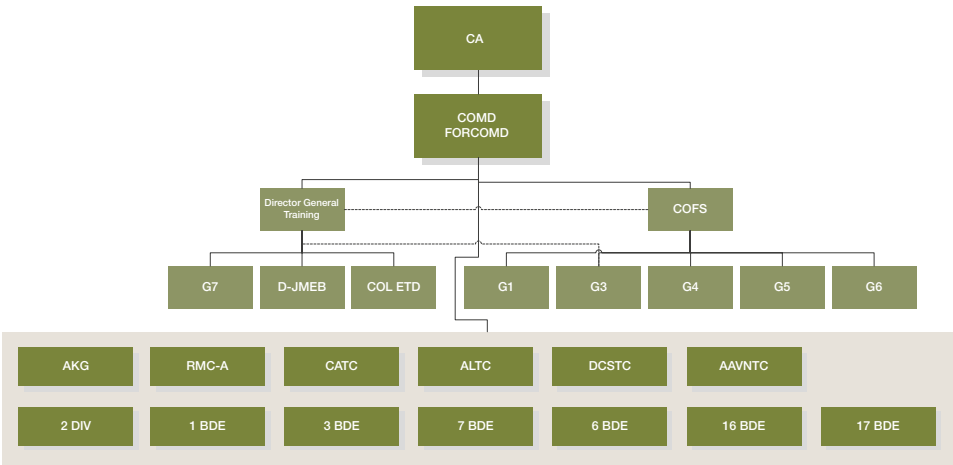 CA
COMD
FORCOMD
Director General
Training
COFS
G7
D-JMEB
COL ETD
G1
G3
G4
G5
G6
AKG
RMC-A
CATC
ALTC
DCSTC
AAVNTC
2 DIV
1 BDE
3 BDE
7 BDE
6 BDE
16 BDE
17 BDE